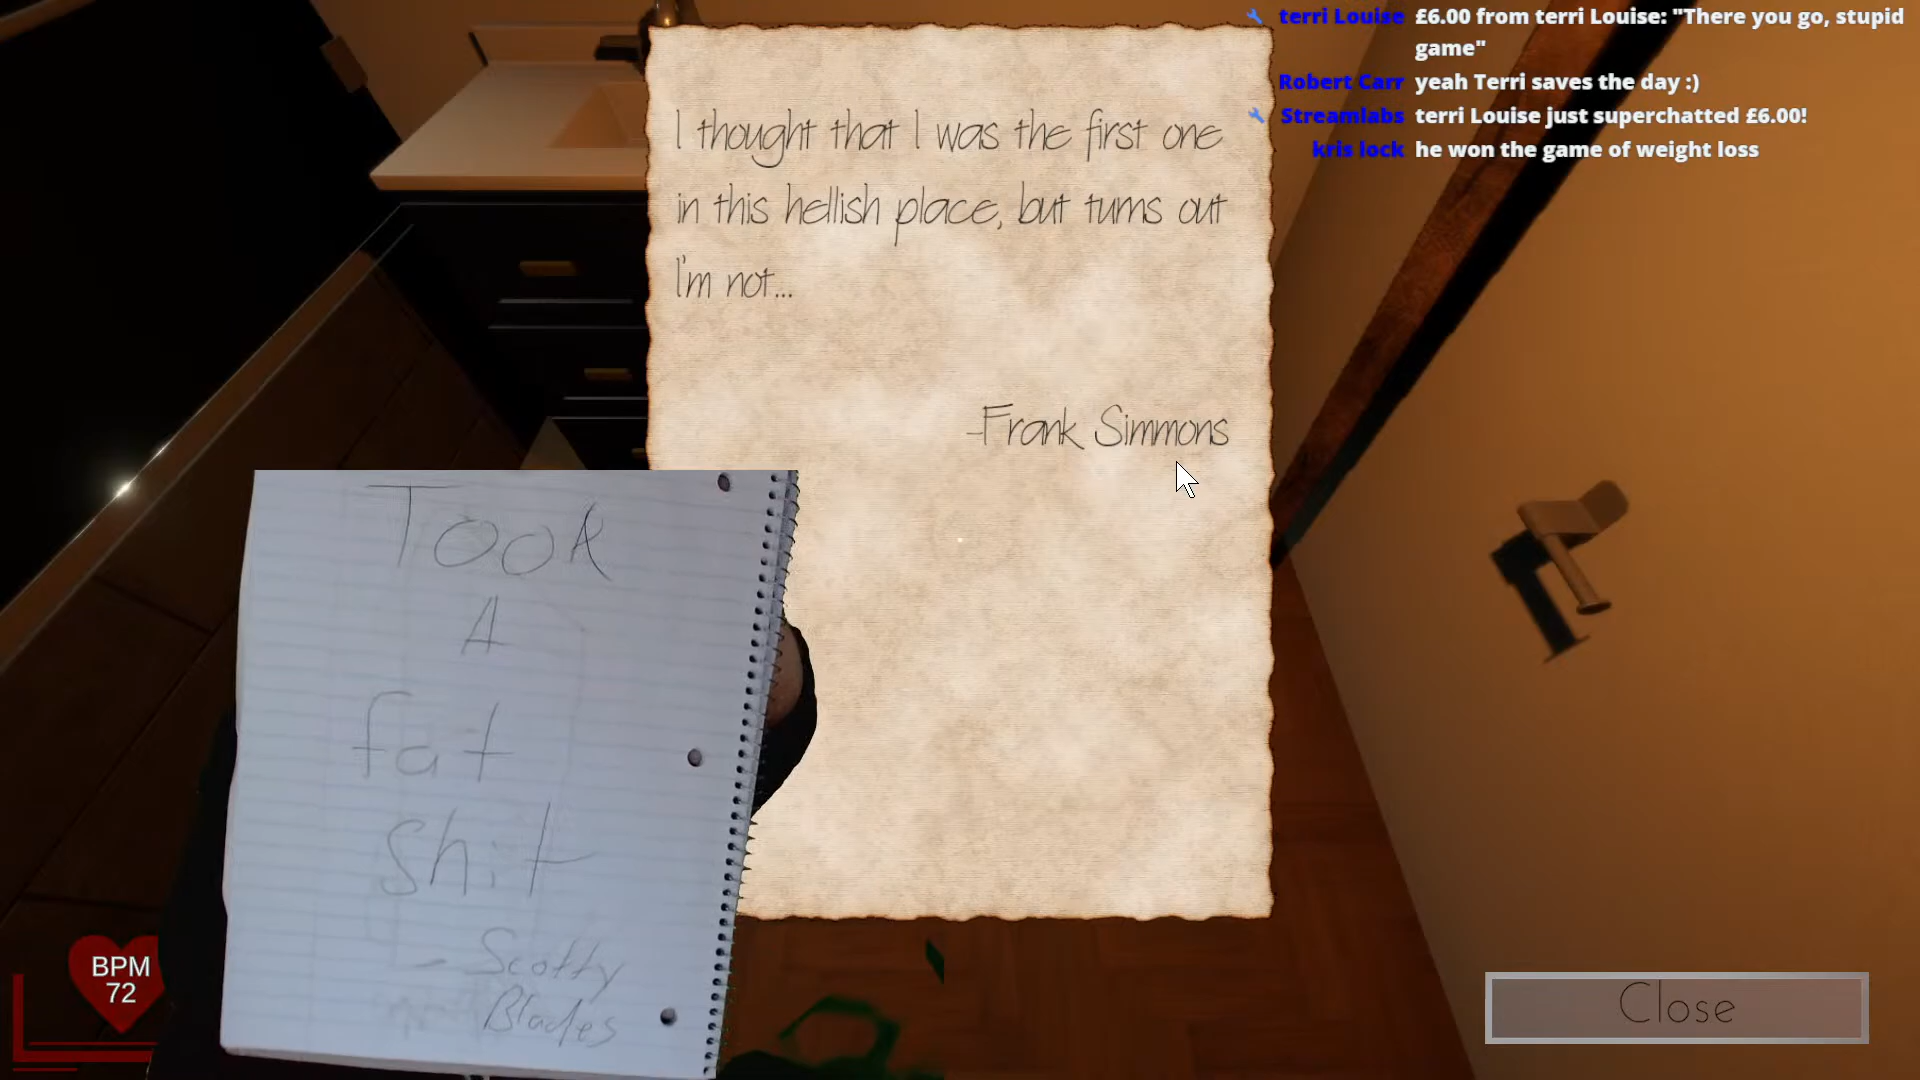 terri Louise £6.00 from terri Louise: "There you go, stupid
game"
Robert Carr yeah Terri saves the day :)
Streamlabs terri Louise just superchatted £6.00!
kris lock he won the game of weight loss
I thought that I was the first one
in this hellish place, but turns out
I'm not...
-Frank Simmons
Took
A
fat
shit
- Scotty
Blades
BPM
72
Close